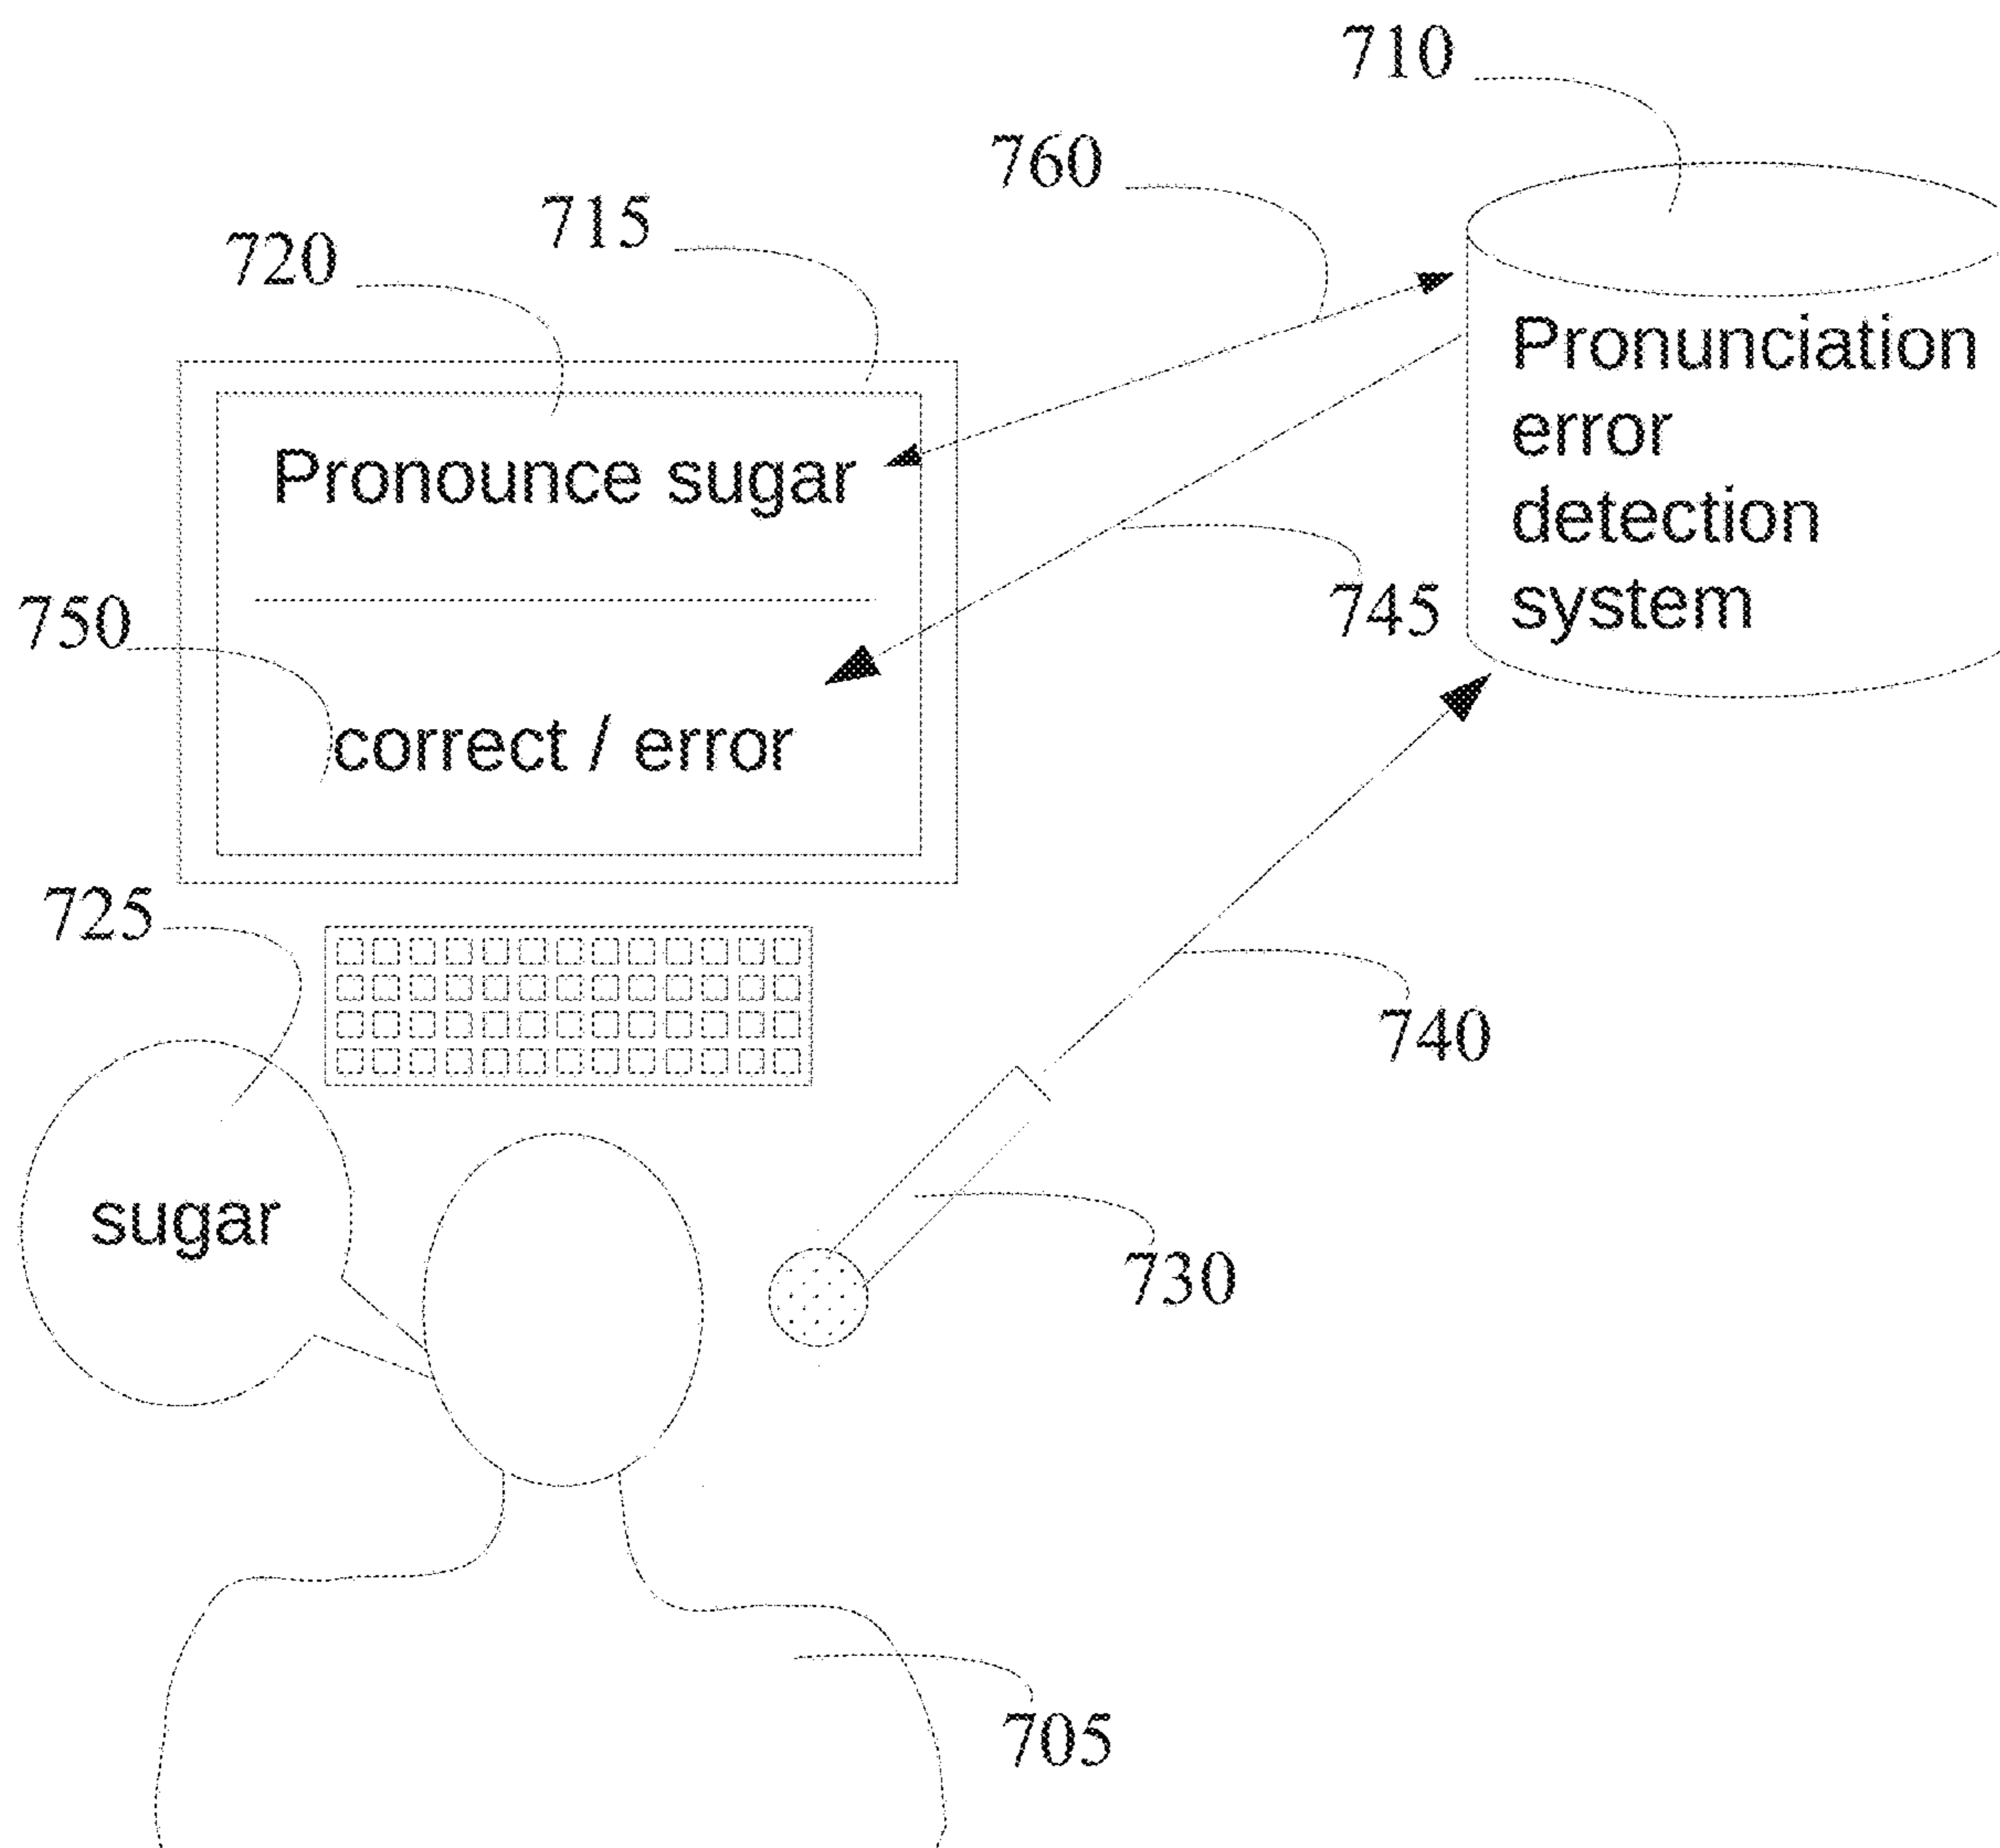 710
760
715
720
Pronunciation
error
detection
system
Pronounce sugar
745
750
correct / error
725
740
sugar
730
705